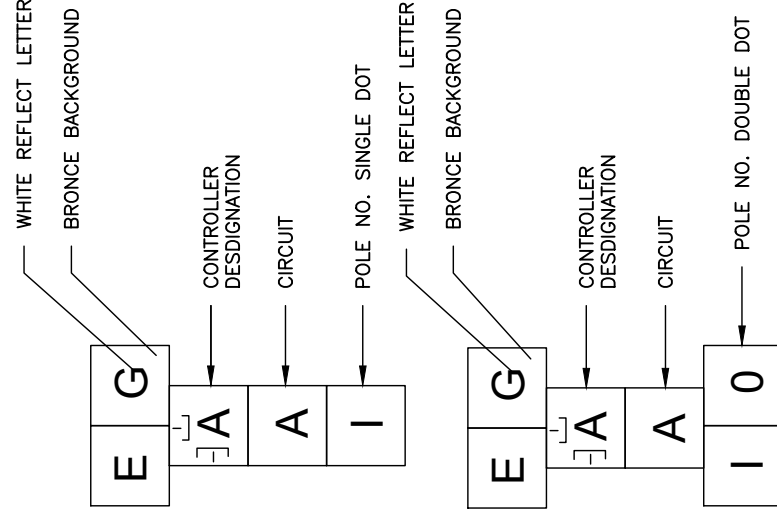 WHITE REFLECT LETTER
BRONCE BACKGROUND
E G
A
CONTROLLER
DESDIGNATION
A
CIRCUIT
I
POLE NO. SINGLE DOT
WHITE REFLECT LETTER
BRONCE BACKGROUND
E G
A
CONTROLLER
DESDIGNATION
A
CIRCUIT
I 0
POLE NO. DOUBLE DOT